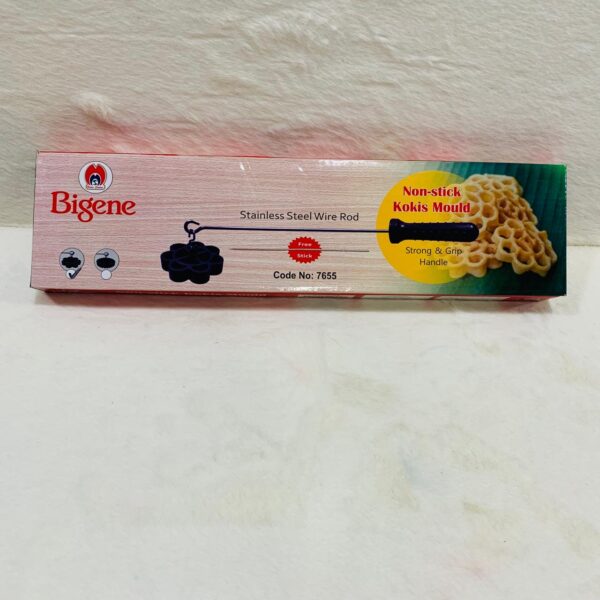 Bigene
Stainless Steel Wire Rod
Free
Stick
Code No: 7655
Non-stick
Kokis Mould
Strong & Grip
Handle